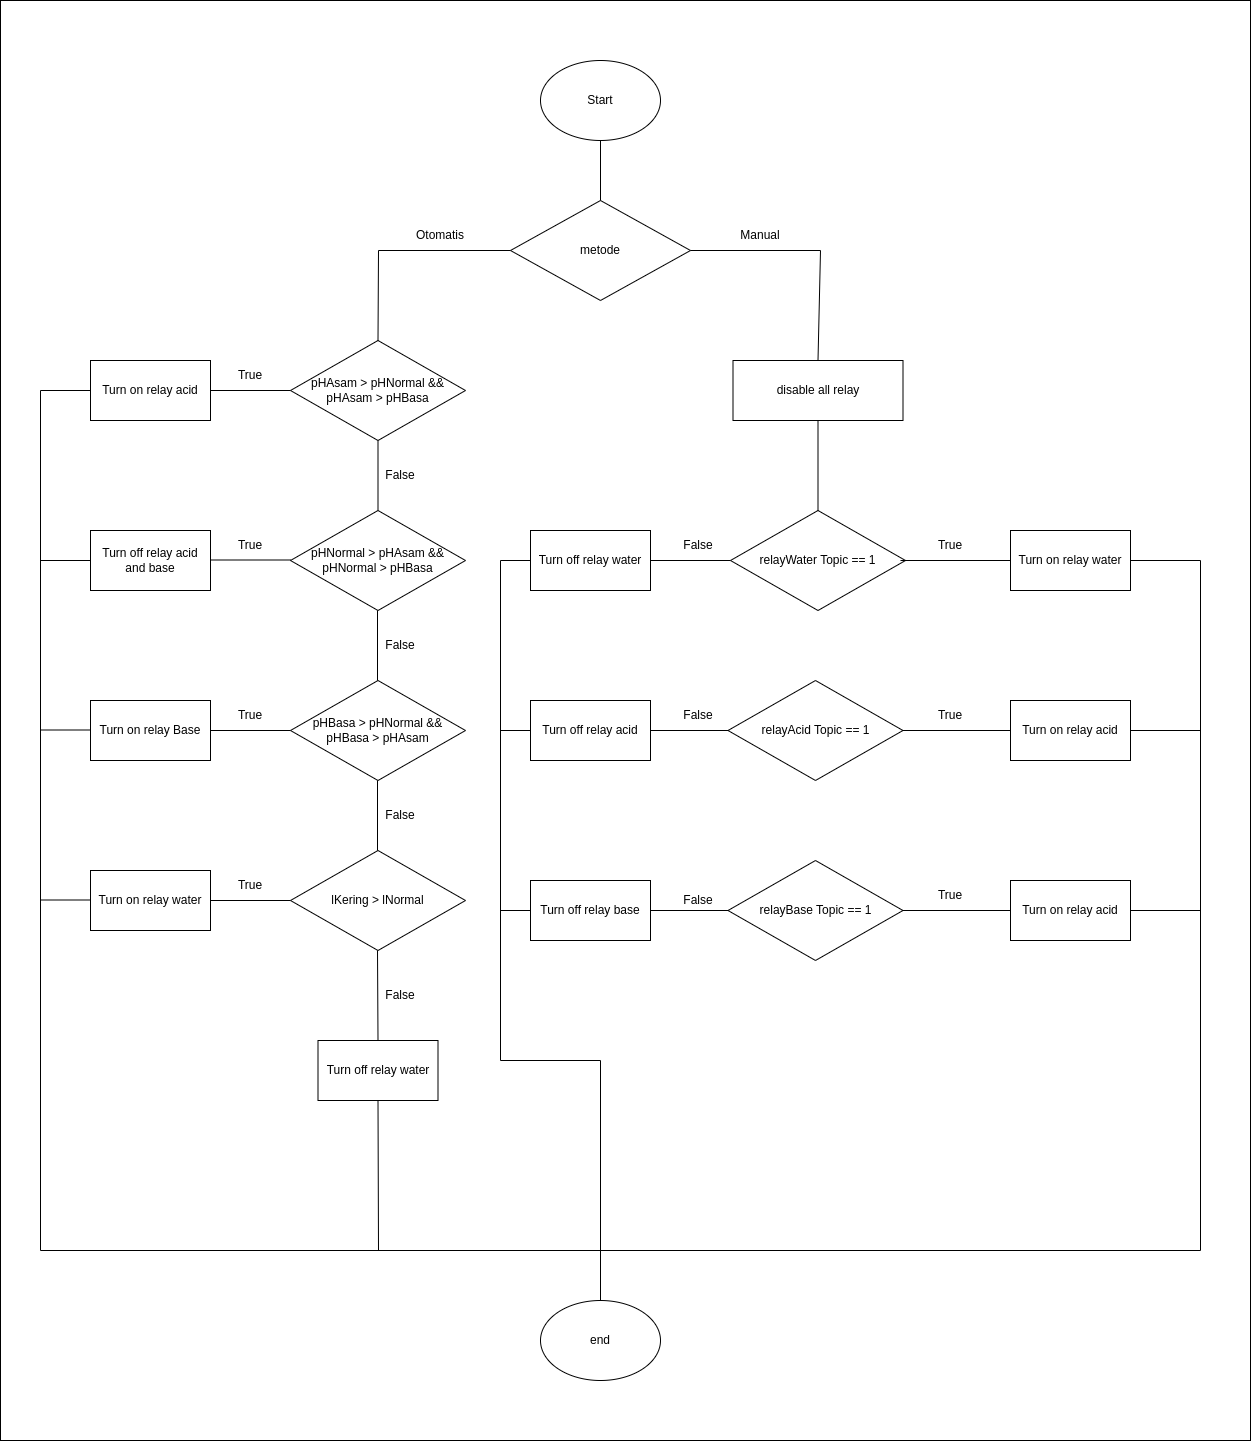 Start
Otomatis
metode
Manual
Turn on relay acid
True
pHAsam > pHNormal &&
pHAsam > pHBasa
disable all relay
False
Turn off relay acid
and base
True
pHNormal > pHAsam &&
pHNormal > pHBasa
Turn off relay water
False
relayWater Topic == 1
True
Turn on relay water
False
Turn on relay Base
True
pHBasa > pHNormal &&
pHBasa > pHAsam
Turn off relay acid
False
relayAcid Topic == 1
True
Turn on relay acid
False
Turn on relay water
True
lKering > lNormal
Turn off relay base
False
relayBase Topic == 1
True
Turn on relay acid
False
Turn off relay water
end